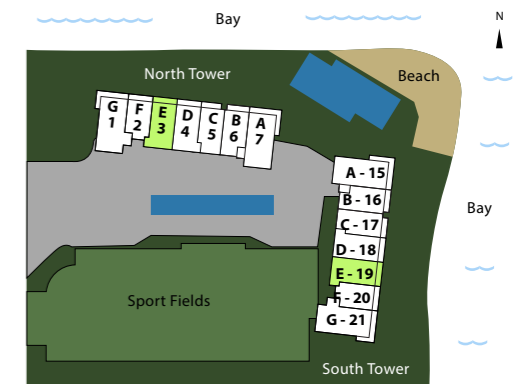 Bay
N
North Tower
Beach
G
1
F
2
E
3
D
4
C
5
B
6
A
7
A - 15
B - 16
C - 17
D - 18
E - 19
F - 20
G - 21
Bay
Sport Fields
South Tower